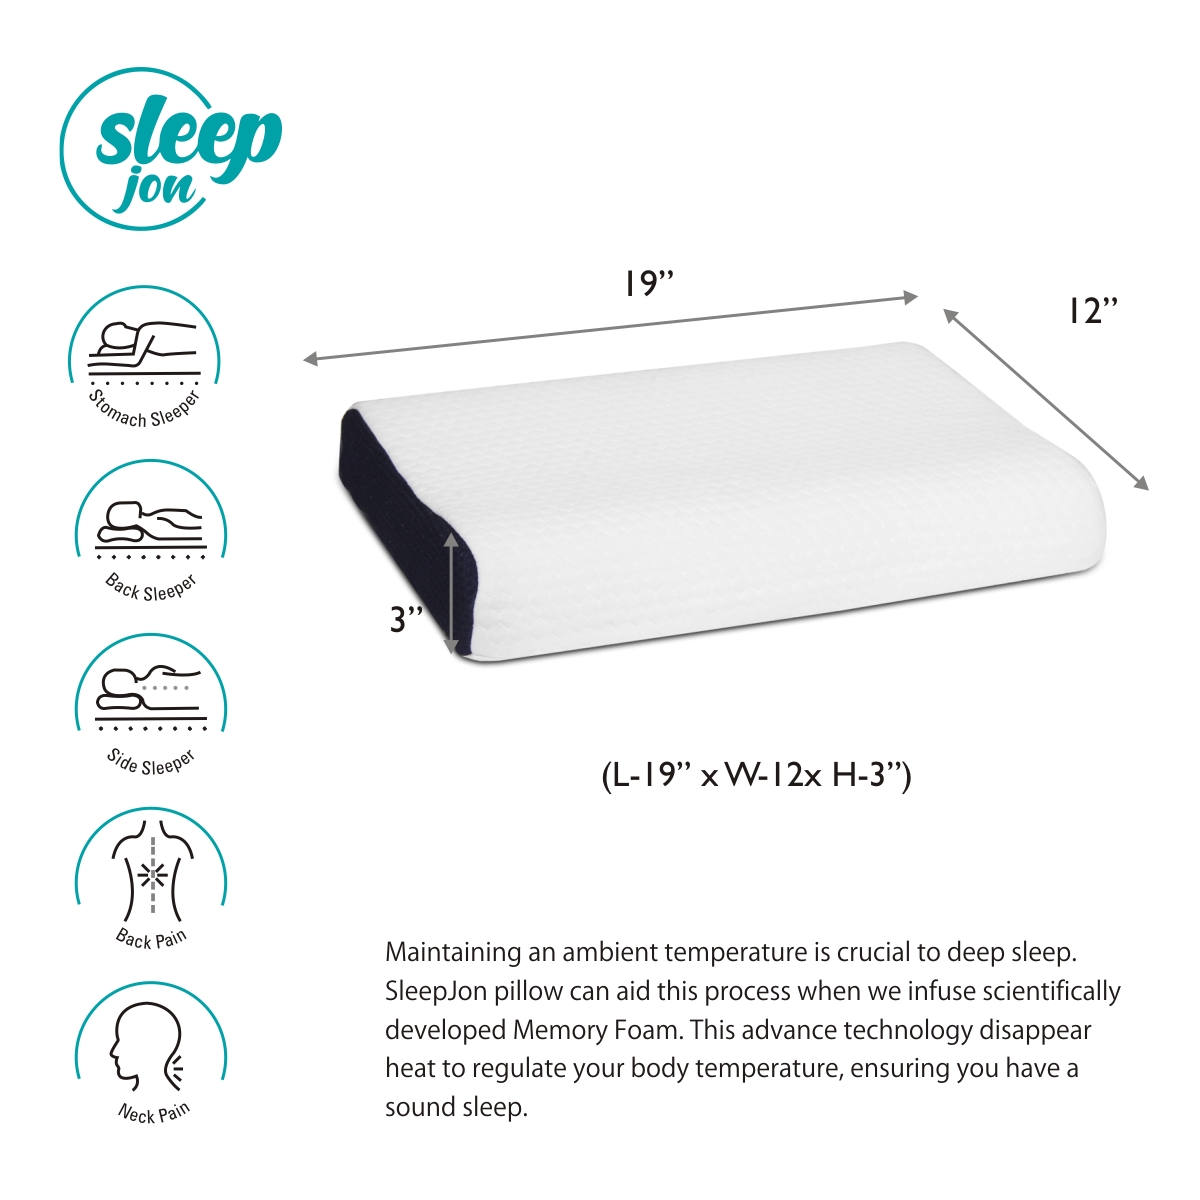 sleep
jon
19”
12”
3”
(L-19” x W-12x H-3”)
Stomach Sleeper
Back Sleeper
Side Sleeper
Back Pain
Neck Pain
Maintaining an ambient temperature is crucial to deep sleep.
SleepJon pillow can aid this process when we infuse scientifically
developed Memory Foam. This advance technology disappear
heat to regulate your body temperature, ensuring you have a
sound sleep.